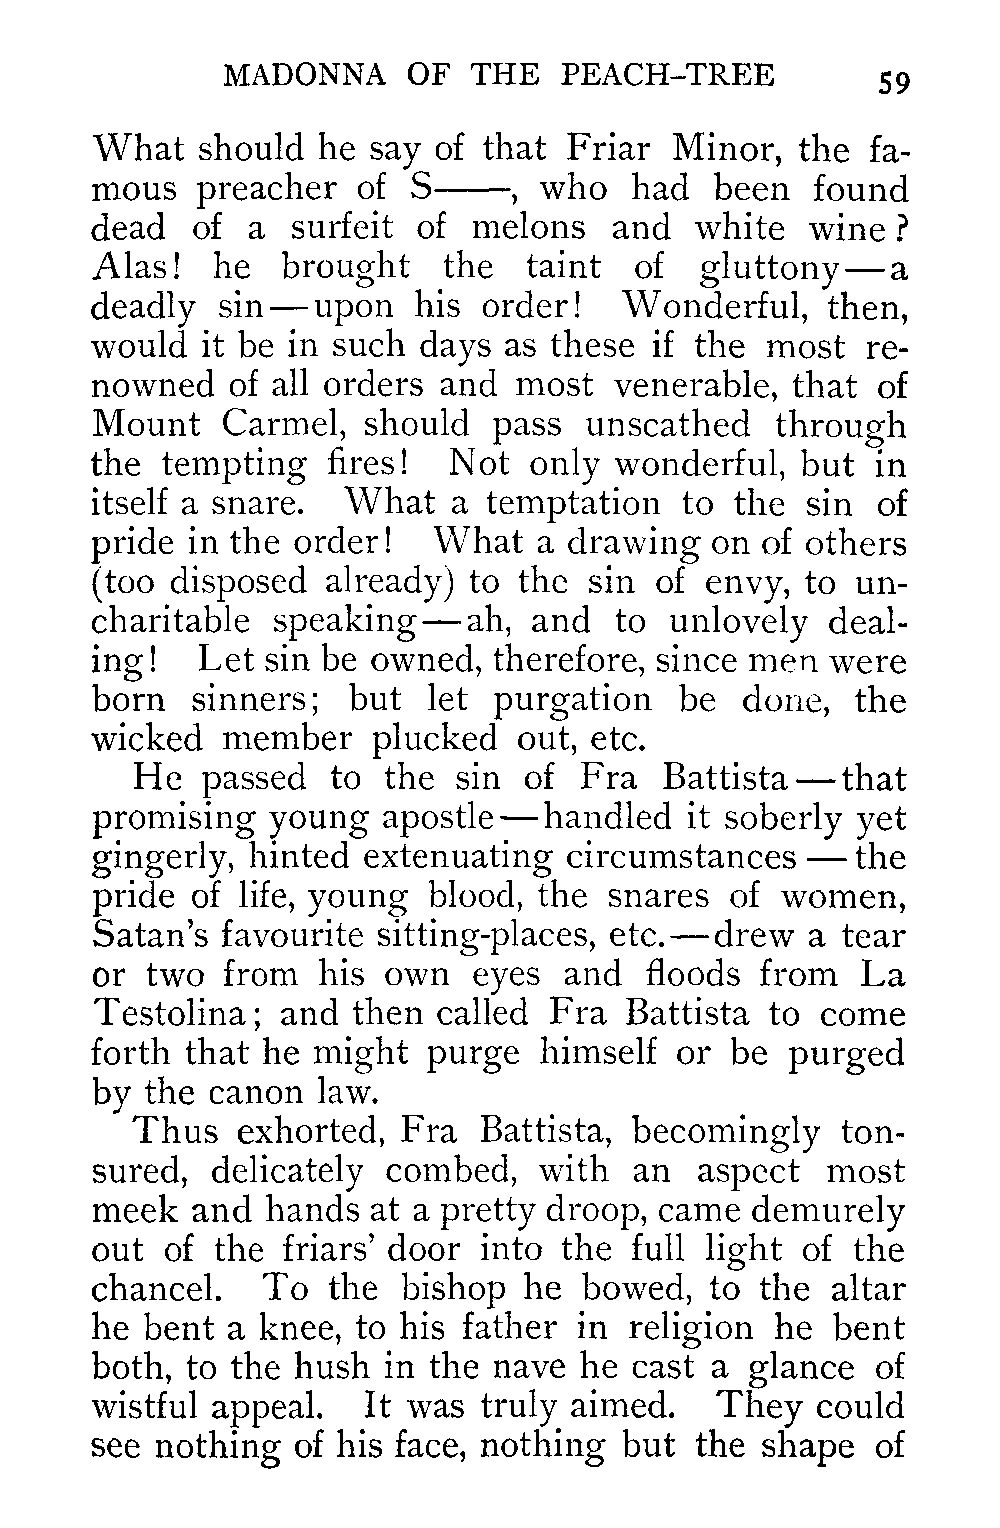 MADONNA OF THE PEACH-TREE 59
What should he say of that Friar Minor, the fa-
mous preacher of S——, who had been found
dead of a surfeit of melons and white wine?
Alas! he brought the taint of gluttony—a
deadly sin—upon his order! Wonderful, then,
would it be in such days as these if the most re-
nowned of all orders and most venerable, that of
Mount Carmel, should pass unscathed through
the tempting fires! Not only wonderful, but in
itself a snare. What a temptation to the sin of
pride in the order! What a drawing on of others
(too disposed already) to the sin of envy, to un-
charitable speaking—ah, and to unlovely deal-
ing! Let sin be owned, therefore, since men were
born sinners; but let purgation be done, the
wicked member plucked out, etc.
He passed to the sin of Fra Battista—that
promising young apostle—handled it soberly yet
gingerly, hinted extenuating circumstances—the
pride of life, young blood, the snares of women,
Satan's favourite sitting-places, etc.—drew a tear
or two from his own eyes and floods from La
Testolina; and then called Fra Battista to come
forth that he might purge himself or be purged
by the canon law.
Thus exhorted, Fra Battista, becomingly ton-
sured, delicately combed, with an aspect most
meek and hands at a pretty droop, came demurely
out of the friars' door into the full light of the
chancel. To the bishop he bowed, to the altar
he bent a knee, to his father in religion he bent
both, to the hush in the nave he cast a glance of
wistful appeal. It was truly aimed. They could
see nothing of his face, nothing but the shape of